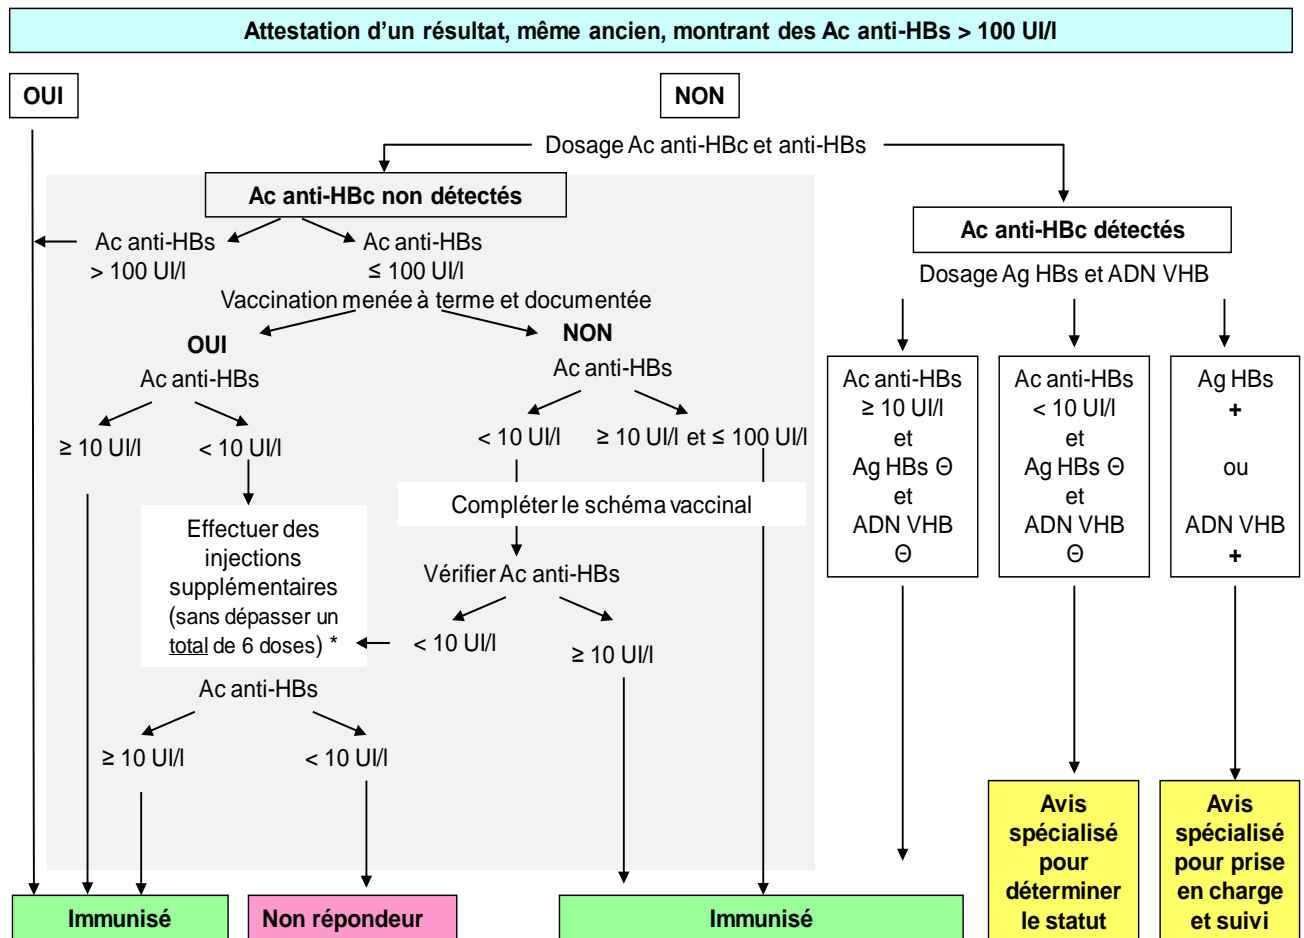 Attestation d’un résultat, même ancien, montrant des Ac anti-HBs > 100 UI/l
OUI
NON
Dosage Ac anti-HBc et anti-HBs
Ac anti-HBc non détectés
Ac anti-HBs
> 100 UI/l
Ac anti-HBs
≤ 100 UI/l
Vaccination menée à terme et documentée
OUI
Ac anti-HBs
≥ 10 UI/l
< 10 UI/l
Effectuer des
injections
supplémentaires
(sans dépasser un
total de 6 doses) *
Ac anti-HBs
≥ 10 UI/l
< 10 UI/l
NON
Ac anti-HBs
< 10 UI/l
≥ 10 UI/l et ≤ 100 UI/l
Compléter le schéma vaccinal
Vérifier Ac anti-HBs
< 10 UI/l
≥ 10 UI/l
Ac anti-HBc détectés
Dosage Ag HBs et ADN VHB
Ac anti-HBs
≥ 10 UI/l
et
Ag HBs Θ
et
ADN VHB
Θ
Ac anti-HBs
< 10 UI/l
et
Ag HBs Θ
et
ADN VHB
Θ
Ag HBs
+
ou
ADN VHB
+
Immunisé
Non répondeur
Immunisé
Avis
spécialisé
pour
déterminer
le statut
Avis
spécialisé
pour prise
en charge
et suivi